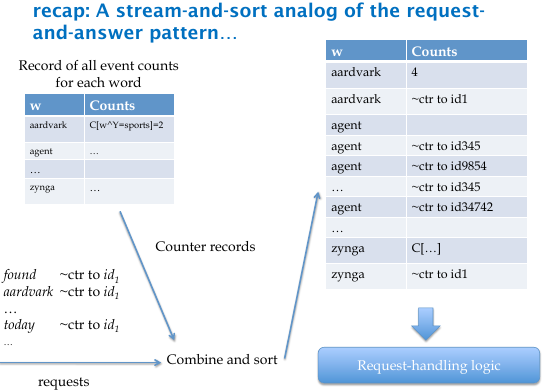 recap: A stream-and-sort analog of the request-
and-answer pattern…
Record of all event counts
for each word
w Counts
aardvark C[w^Y=sports]=2
agent …
…
zynga …
Counter records
found ~ctr to id1
aardvark ~ctr to id1
…
today ~ctr to id1
…
requests
Combine and sort
w Counts
aardvark 4
aardvark ~ctr to id1
agent
agent ~ctr to id345
agent ~ctr to id9854
… ~ctr to id345
agent ~ctr to id34742
…
zynga C[…]
zynga ~ctr to id1
Request-handling logic